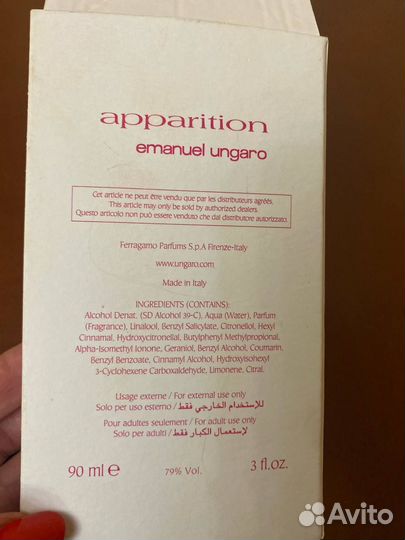 apparition
emanuel ungaro
Cet article ne peut être vendu que par les distributeurs agréés.
This article may only be sold by authorized dealers.
Questo articolo non può essere venduto che dal distributore autorizzato.
Ferragamo Parfums S.p.A Firenze-Italy
www.ungaro.com
Made in Italy
INGREDIENTS (CONTAINS):
Alcohol Denat. (SD Alcohol 39-C), Aqua (Water), Parfum
(Fragrance), Linalool, Benzyl Salicylate, Citronellol, Hexyl
Cinnamal, Hydroxycitronellal, Butylphenyl Methylpropional,
Alpha-Isomethyl Ionone, Geraniol, Benzyl Alcohol, Coumarin,
Benzyl Benzoate, Cinnamyl Alcohol, Hydroxyisohexyl
3-Cyclohexene Carboxaldehyde, Limonene, Citral.
Usage externe / For external use only
Solo per uso esterno / للإستخدام الخارجي فقط
Pour adultes seulement / For adult use only
Solo per adulti / لإستعمال الكبار فقط
90 ml e 79% Vol. 3 fl.oz.
Avito